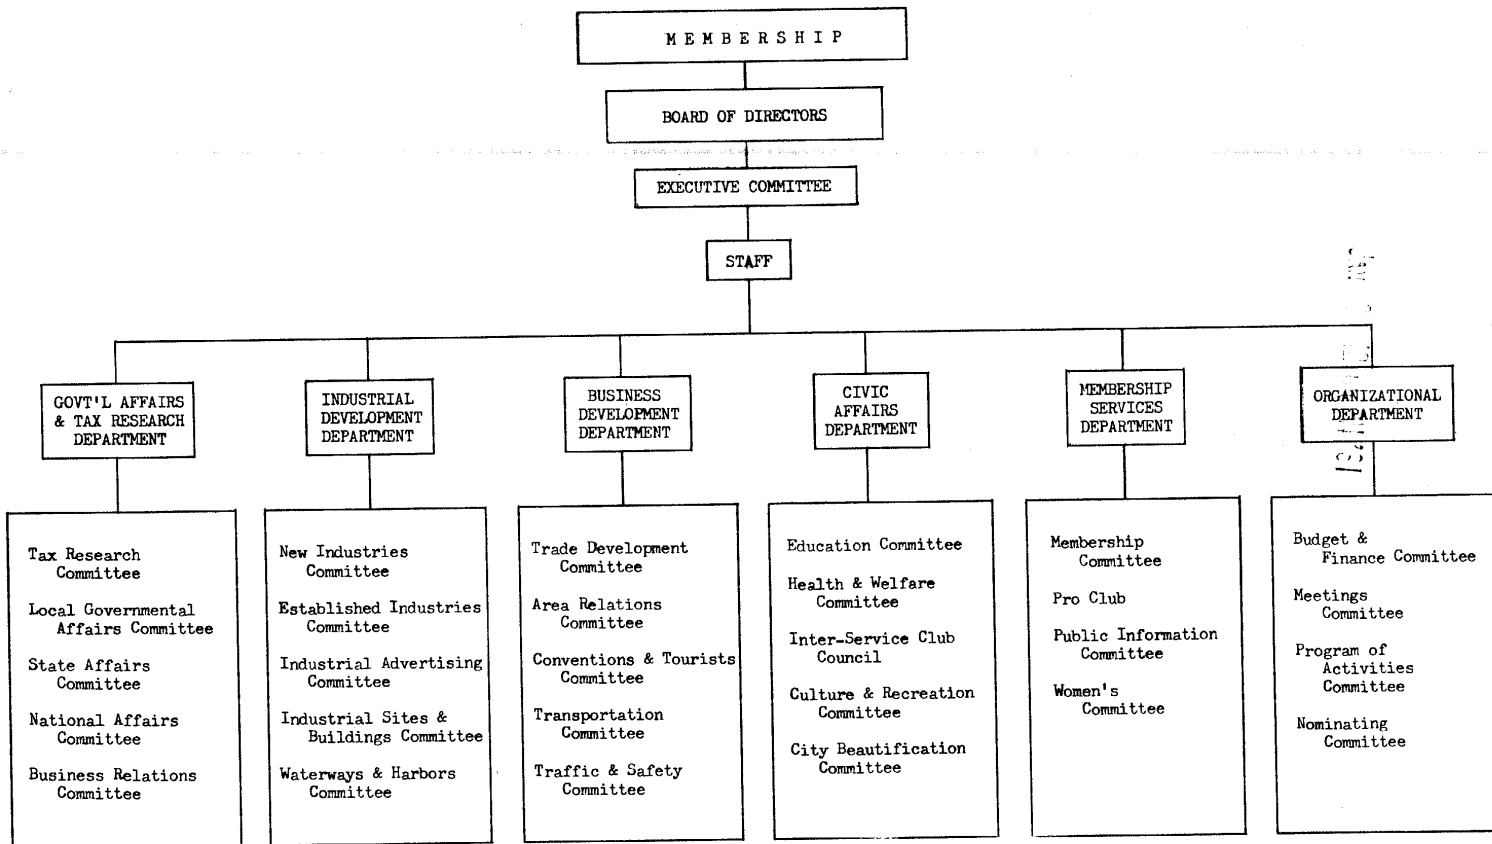 MEMBERSHIP
BOARD OF DIRECTORS
EXECUTIVE COMMITTEE
STAFF
GOVT'L AFFAIRS
& TAX RESEARCH
DEPARTMENT
INDUSTRIAL
DEVELOPMENT
DEPARTMENT
BUSINESS
DEVELOPMENT
DEPARTMENT
CIVIC
AFFAIRS
DEPARTMENT
MEMBERSHIP
SERVICES
DEPARTMENT
ORGANIZATIONAL
DEPARTMENT
Tax Research
Committee
Local Governmental
Affairs Committee
State Affairs
Committee
National Affairs
Committee
Business Relations
Committee
New Industries
Committee
Established Industries
Committee
Industrial Advertising
Committee
Industrial Sites &
Buildings Committee
Waterways & Harbors
Committee
Trade Development
Committee
Area Relations
Committee
Conventions & Tourists
Committee
Transportation
Committee
Traffic & Safety
Committee
Education Committee
Health & Welfare
Committee
Inter-Service Club
Council
Culture & Recreation
Committee
City Beautification
Committee
Membership
Committee
Pro Club
Public Information
Committee
Women's
Committee
Budget &
Finance Committee
Meetings
Committee
Program of
Activities
Committee
Nominating
Committee